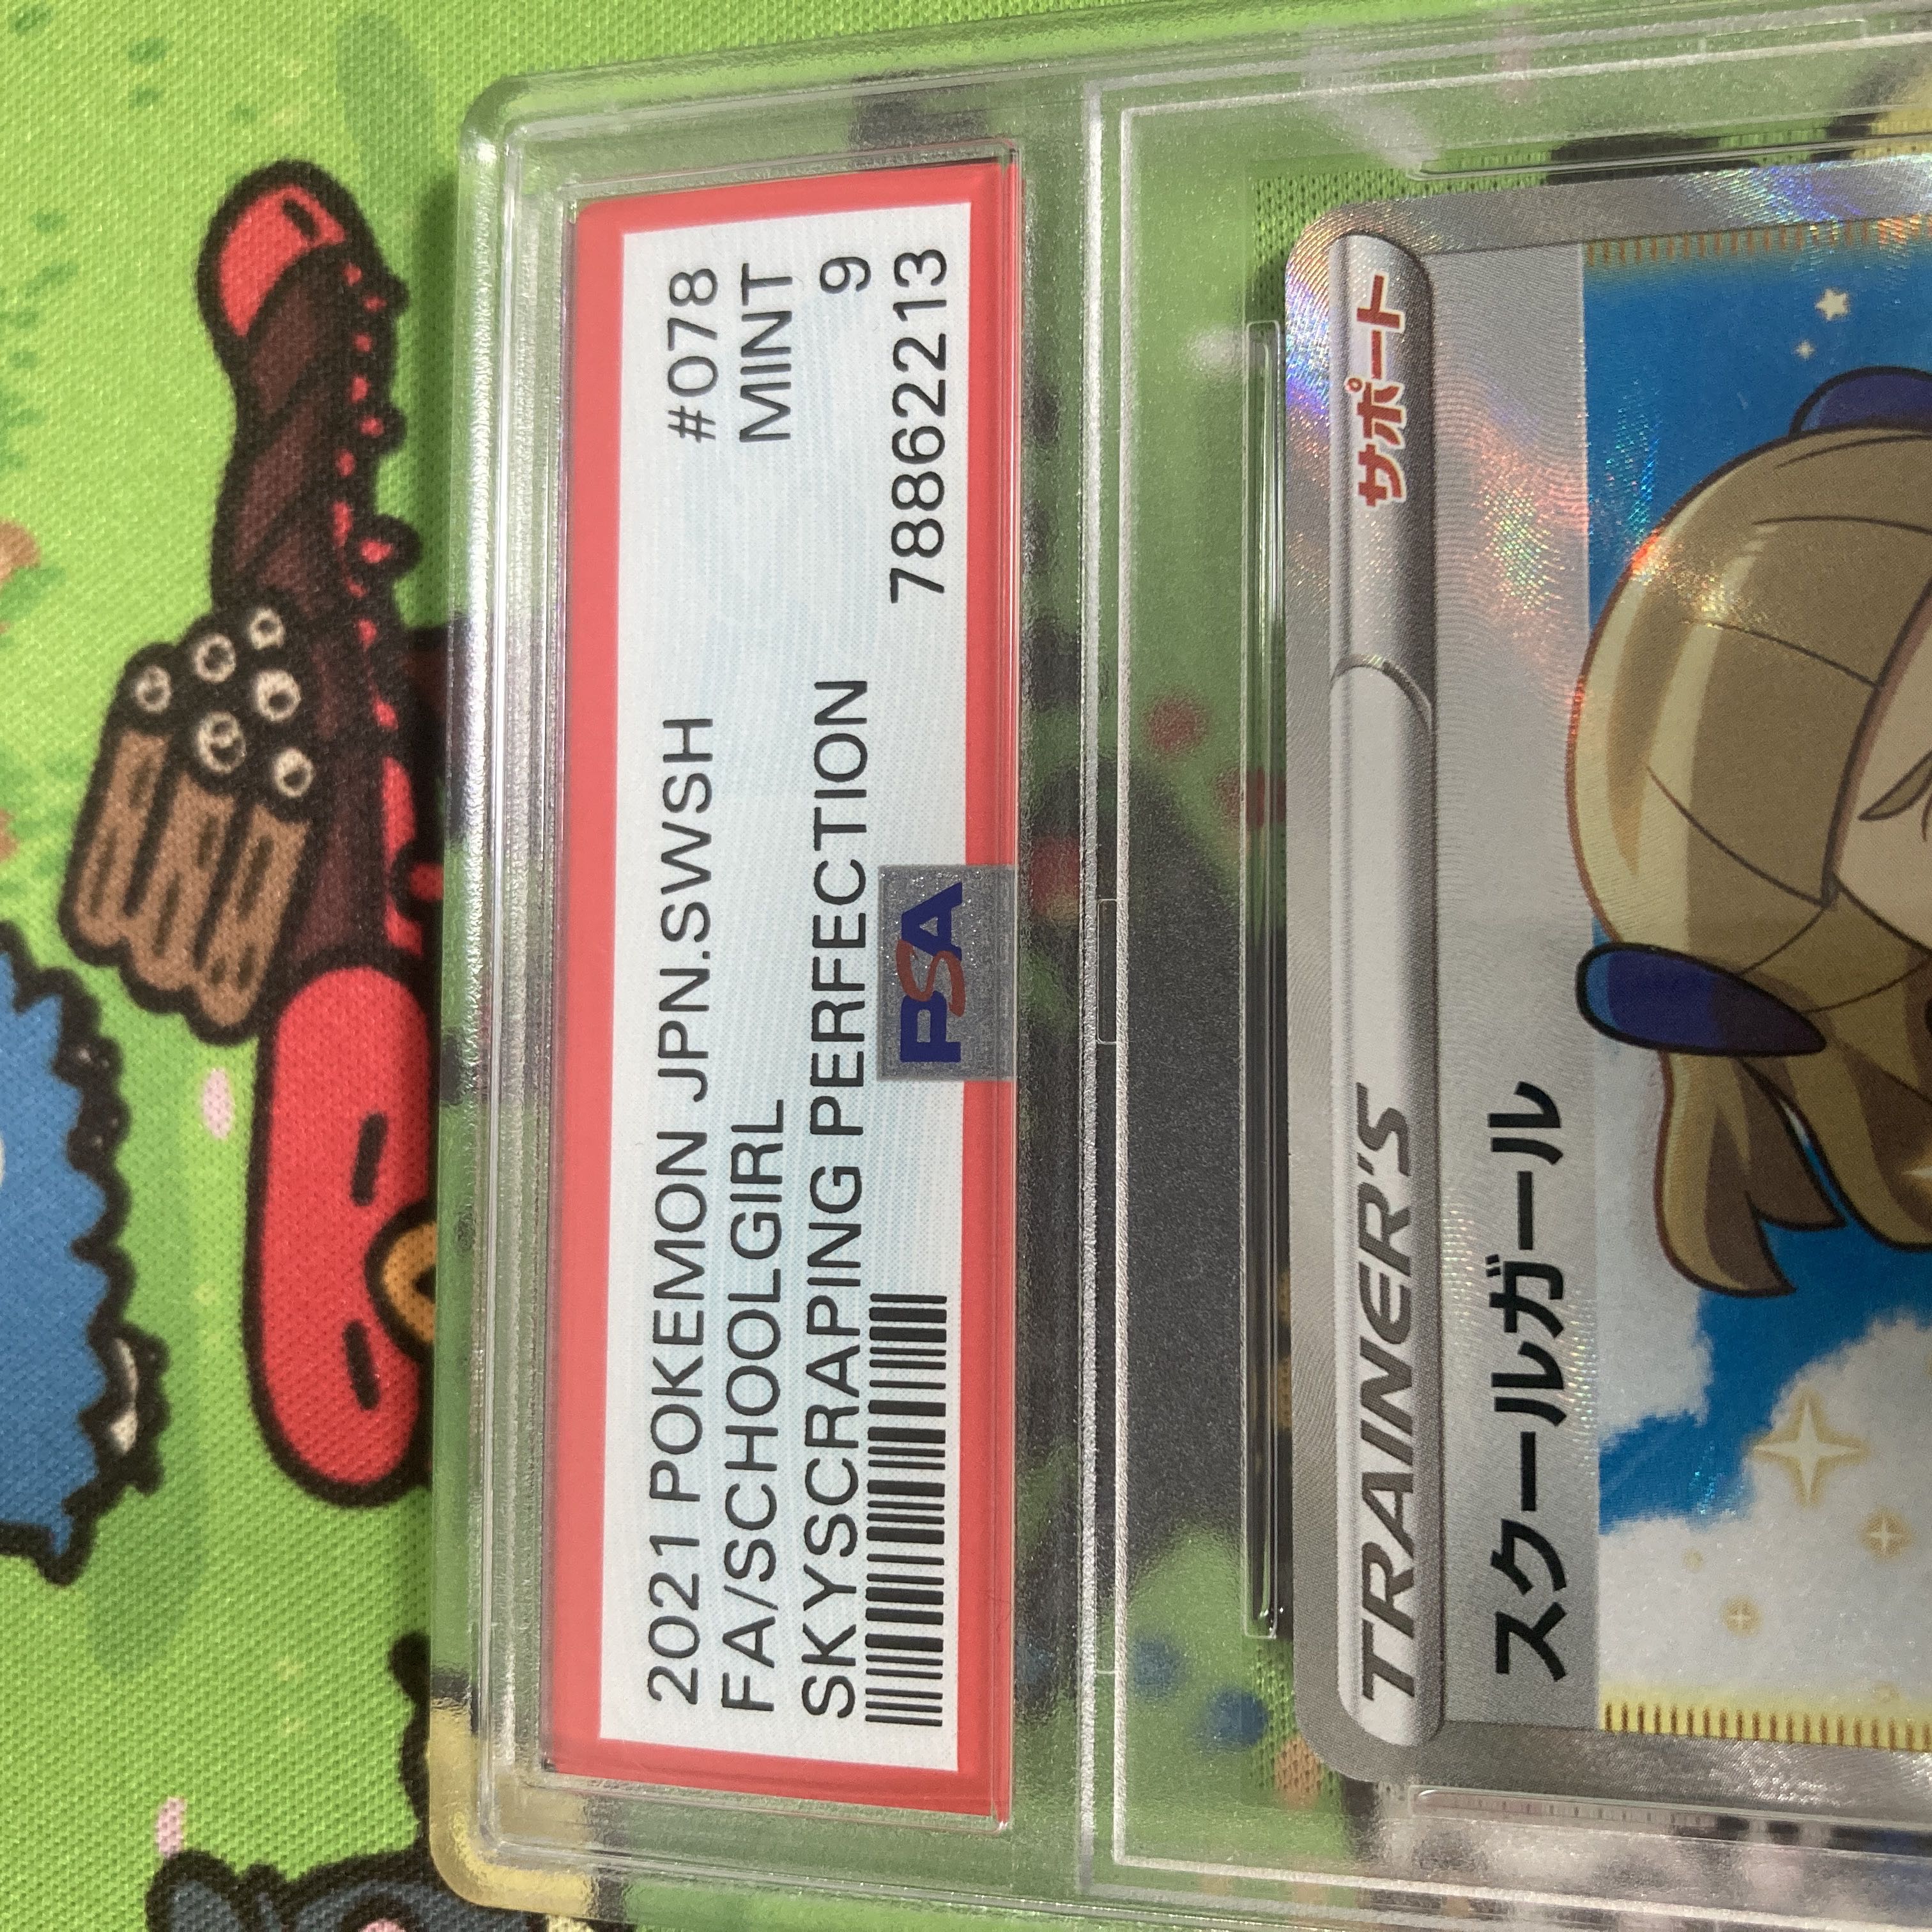 2021 POKEMON JPN.SWSH #078
FA/SCHOOLGIRL MINT
SKYSCRAPING PERFECTION 9
78862213
PSA
TRAINER'S サポート
スクールガール